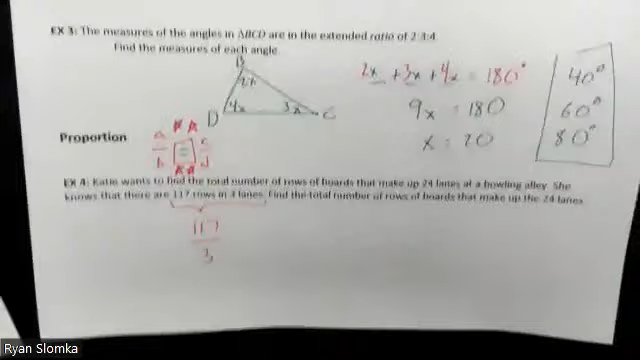 EX 3: The measures of the angles in ΔBCD are in the extended ratio of 2:3:4.
Find the measures of each angle.
B
2x
D 4x 3x C
2x + 3x + 4x = 180°
9x = 180
x = 20
40°
60°
80°
Proportion
a/b = c/d
EX 4: Katie wants to find the total number of rows of boards that make up 24 lanes at a bowling alley. She
knows that there are 117 rows in 3 lanes. Find the total number of rows of boards that make up the 24 lanes.
117
3
Ryan Slomka